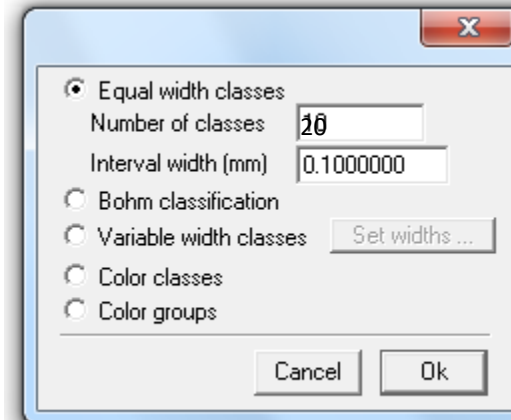 Equal width classes
Number of classes
Interval width (mm) 0.1000000
Bohm classification
Variable width classes Set widths ...
Color classes
Color groups
Cancel Ok